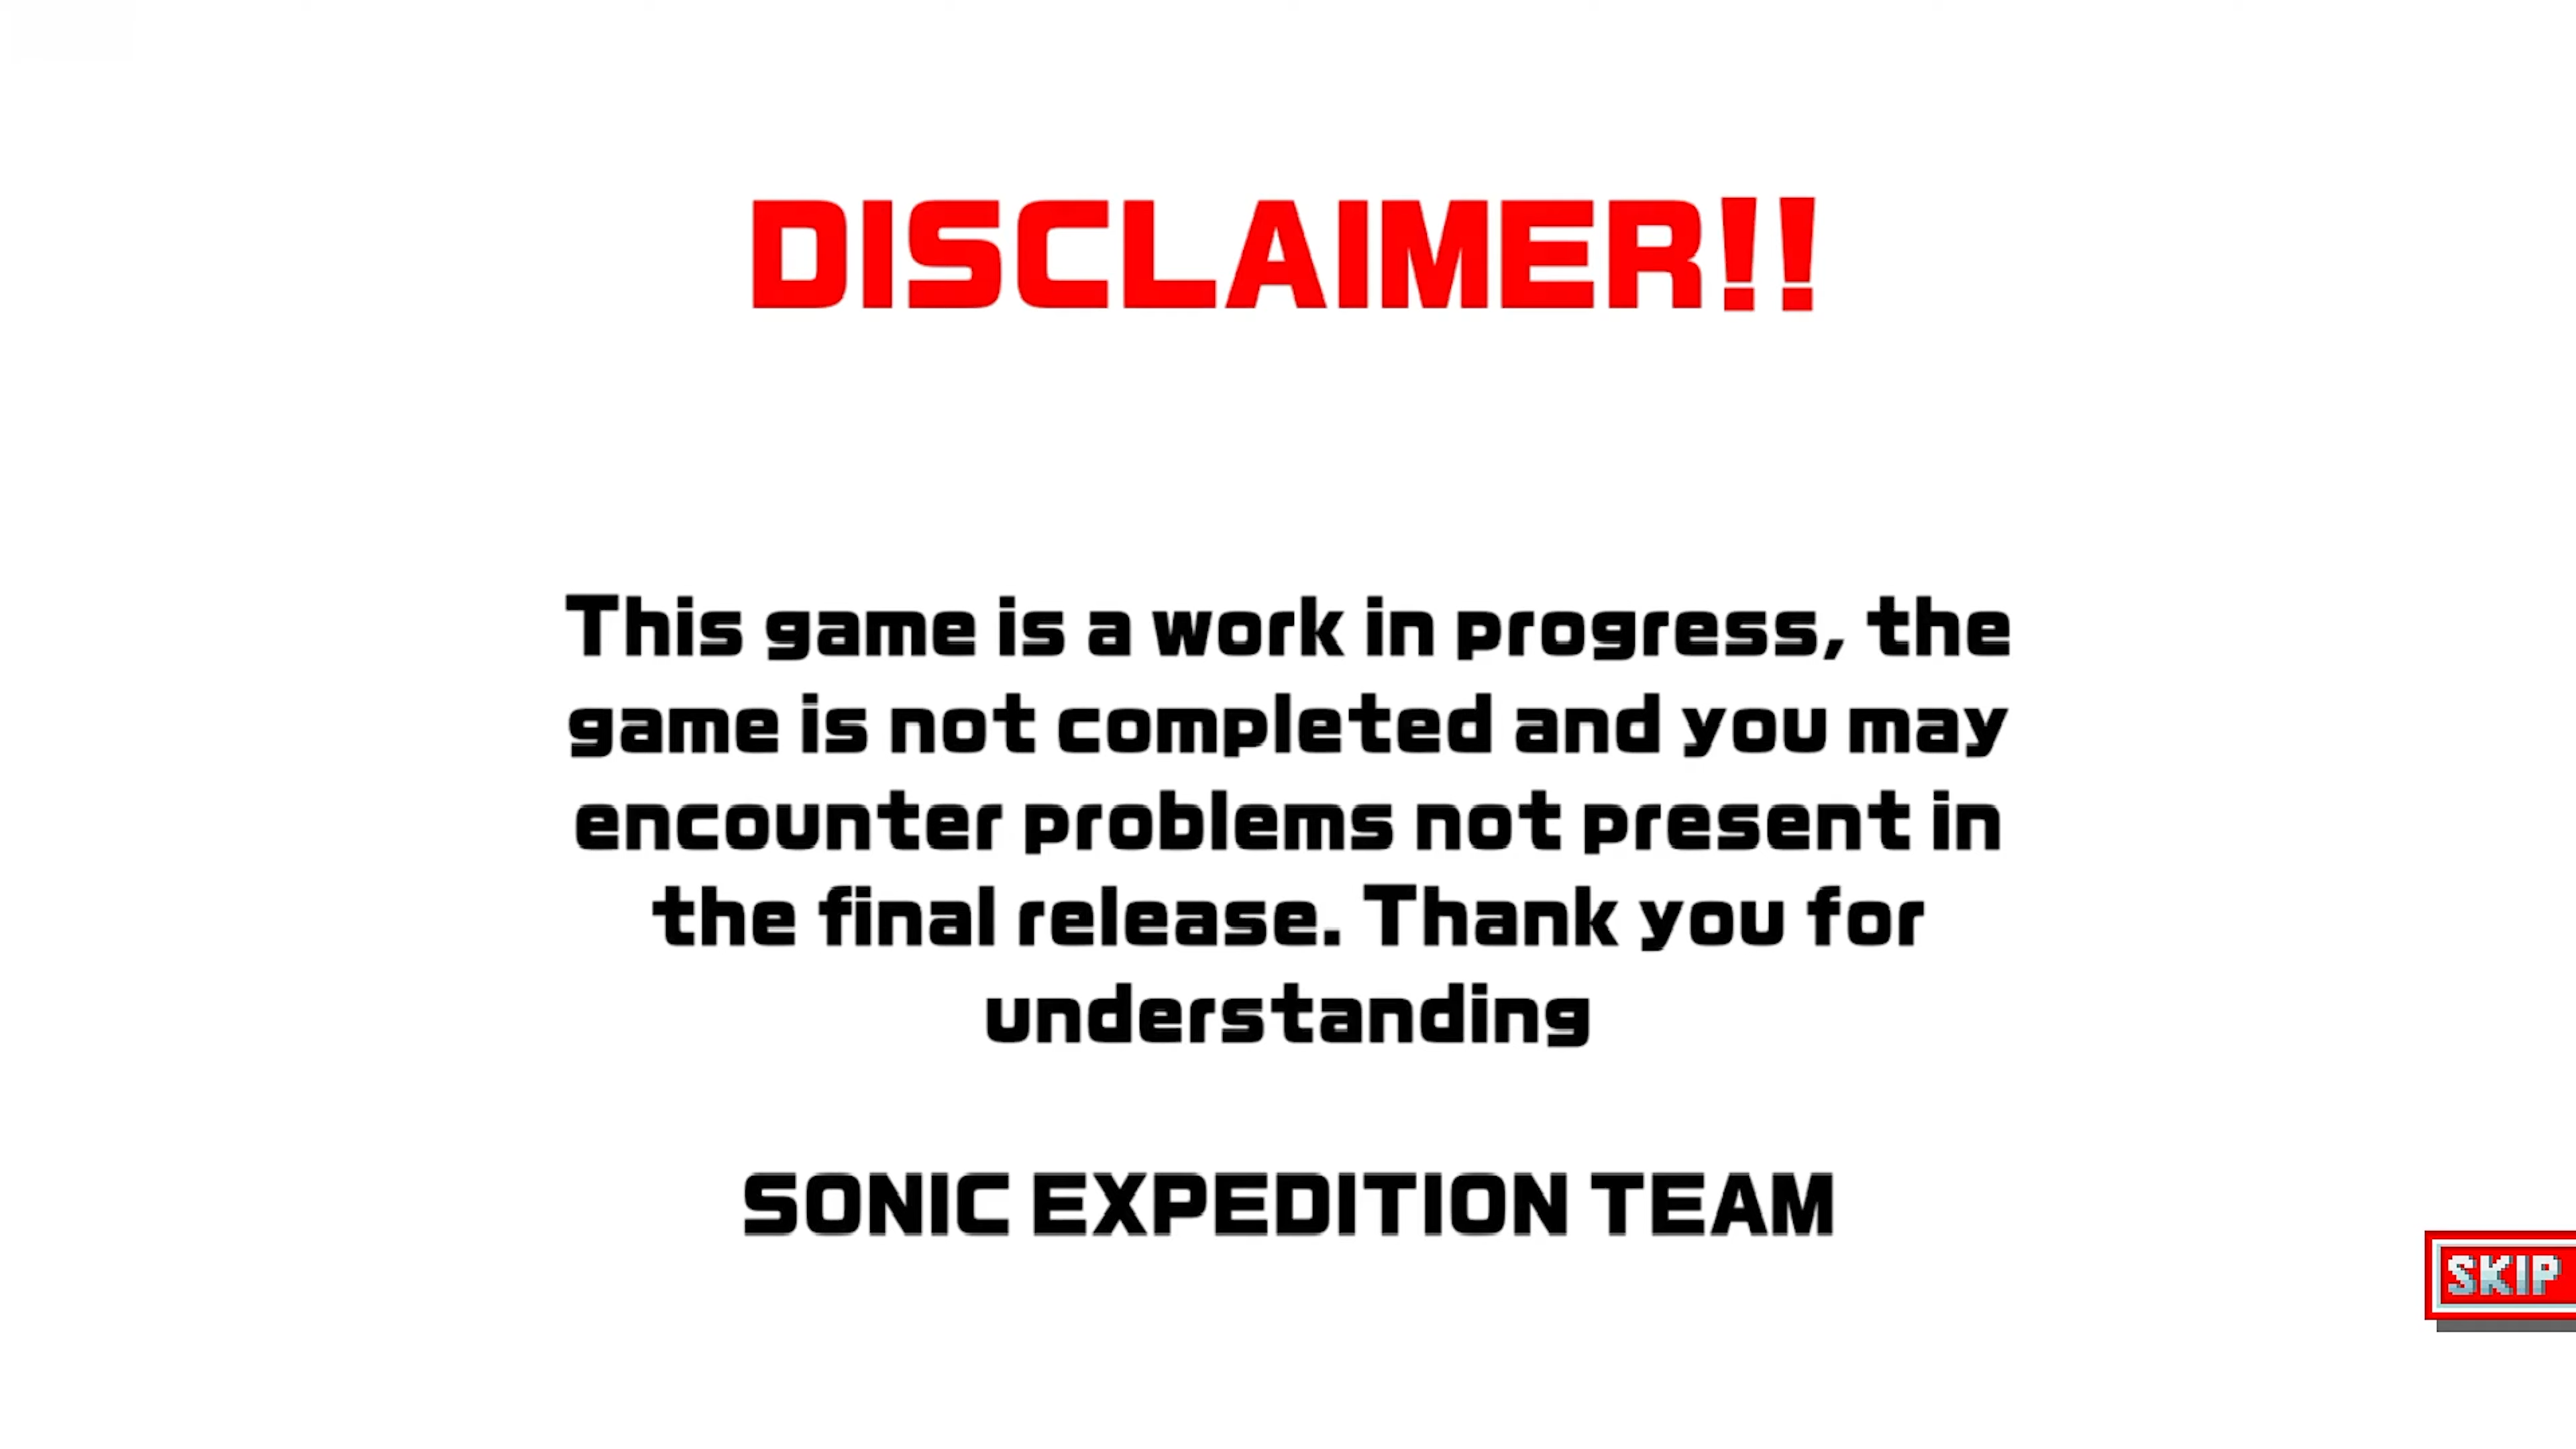 DISCLAIMER!!
This game is a work in progress, the
game is not completed and you may
encounter problems not present in
the final release. Thank you for
understanding
SONIC EXPEDITION TEAM
SKIP